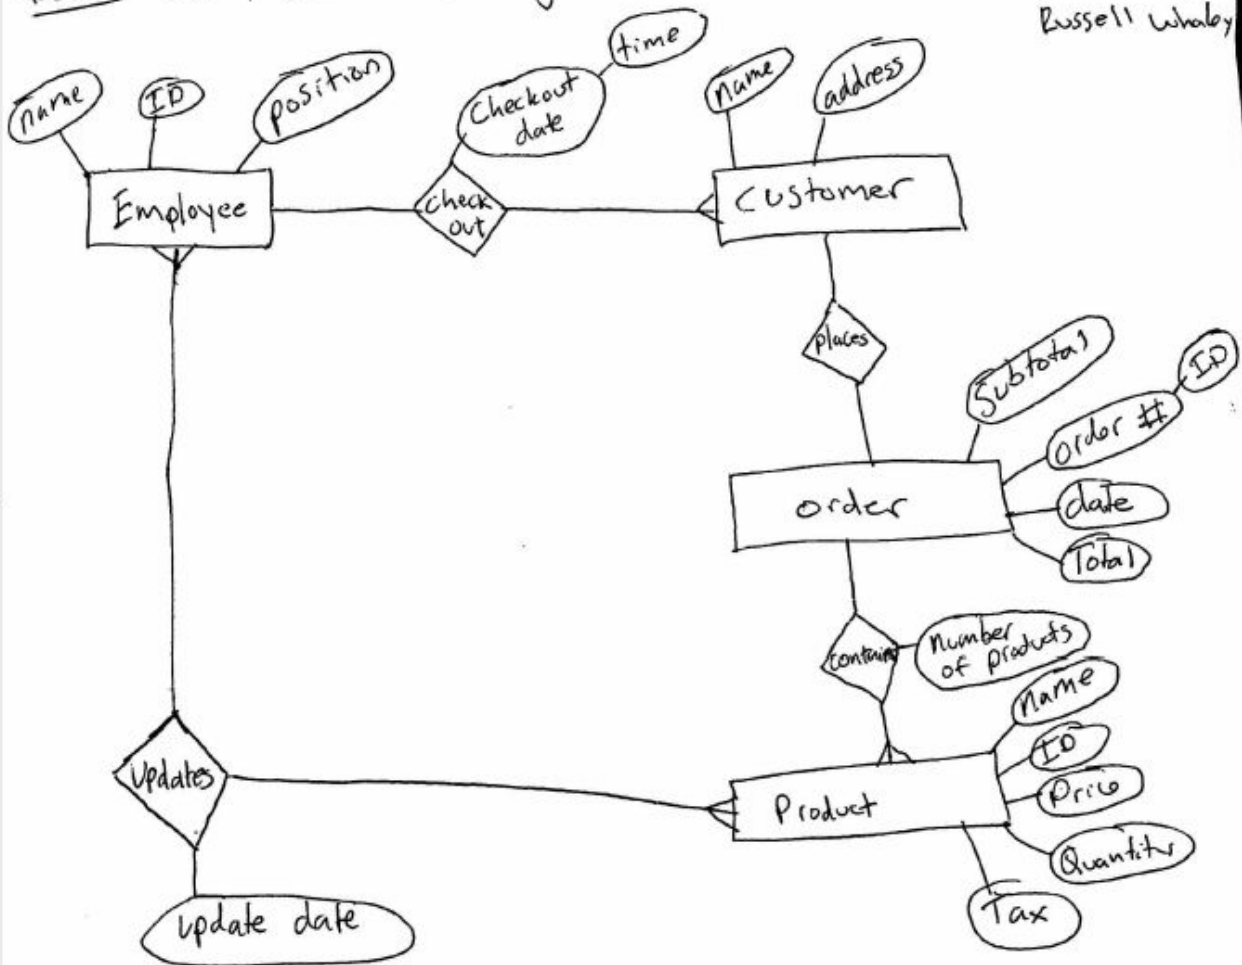 Russell Whaley
time
name
ID
position
Checkout
date
name
address
Employee
Check
out
Customer
places
Subtotal
ID
Order #
order
date
Total
contains
number
of products
name
ID
Updates
Product
Price
Quantity
Tax
update date